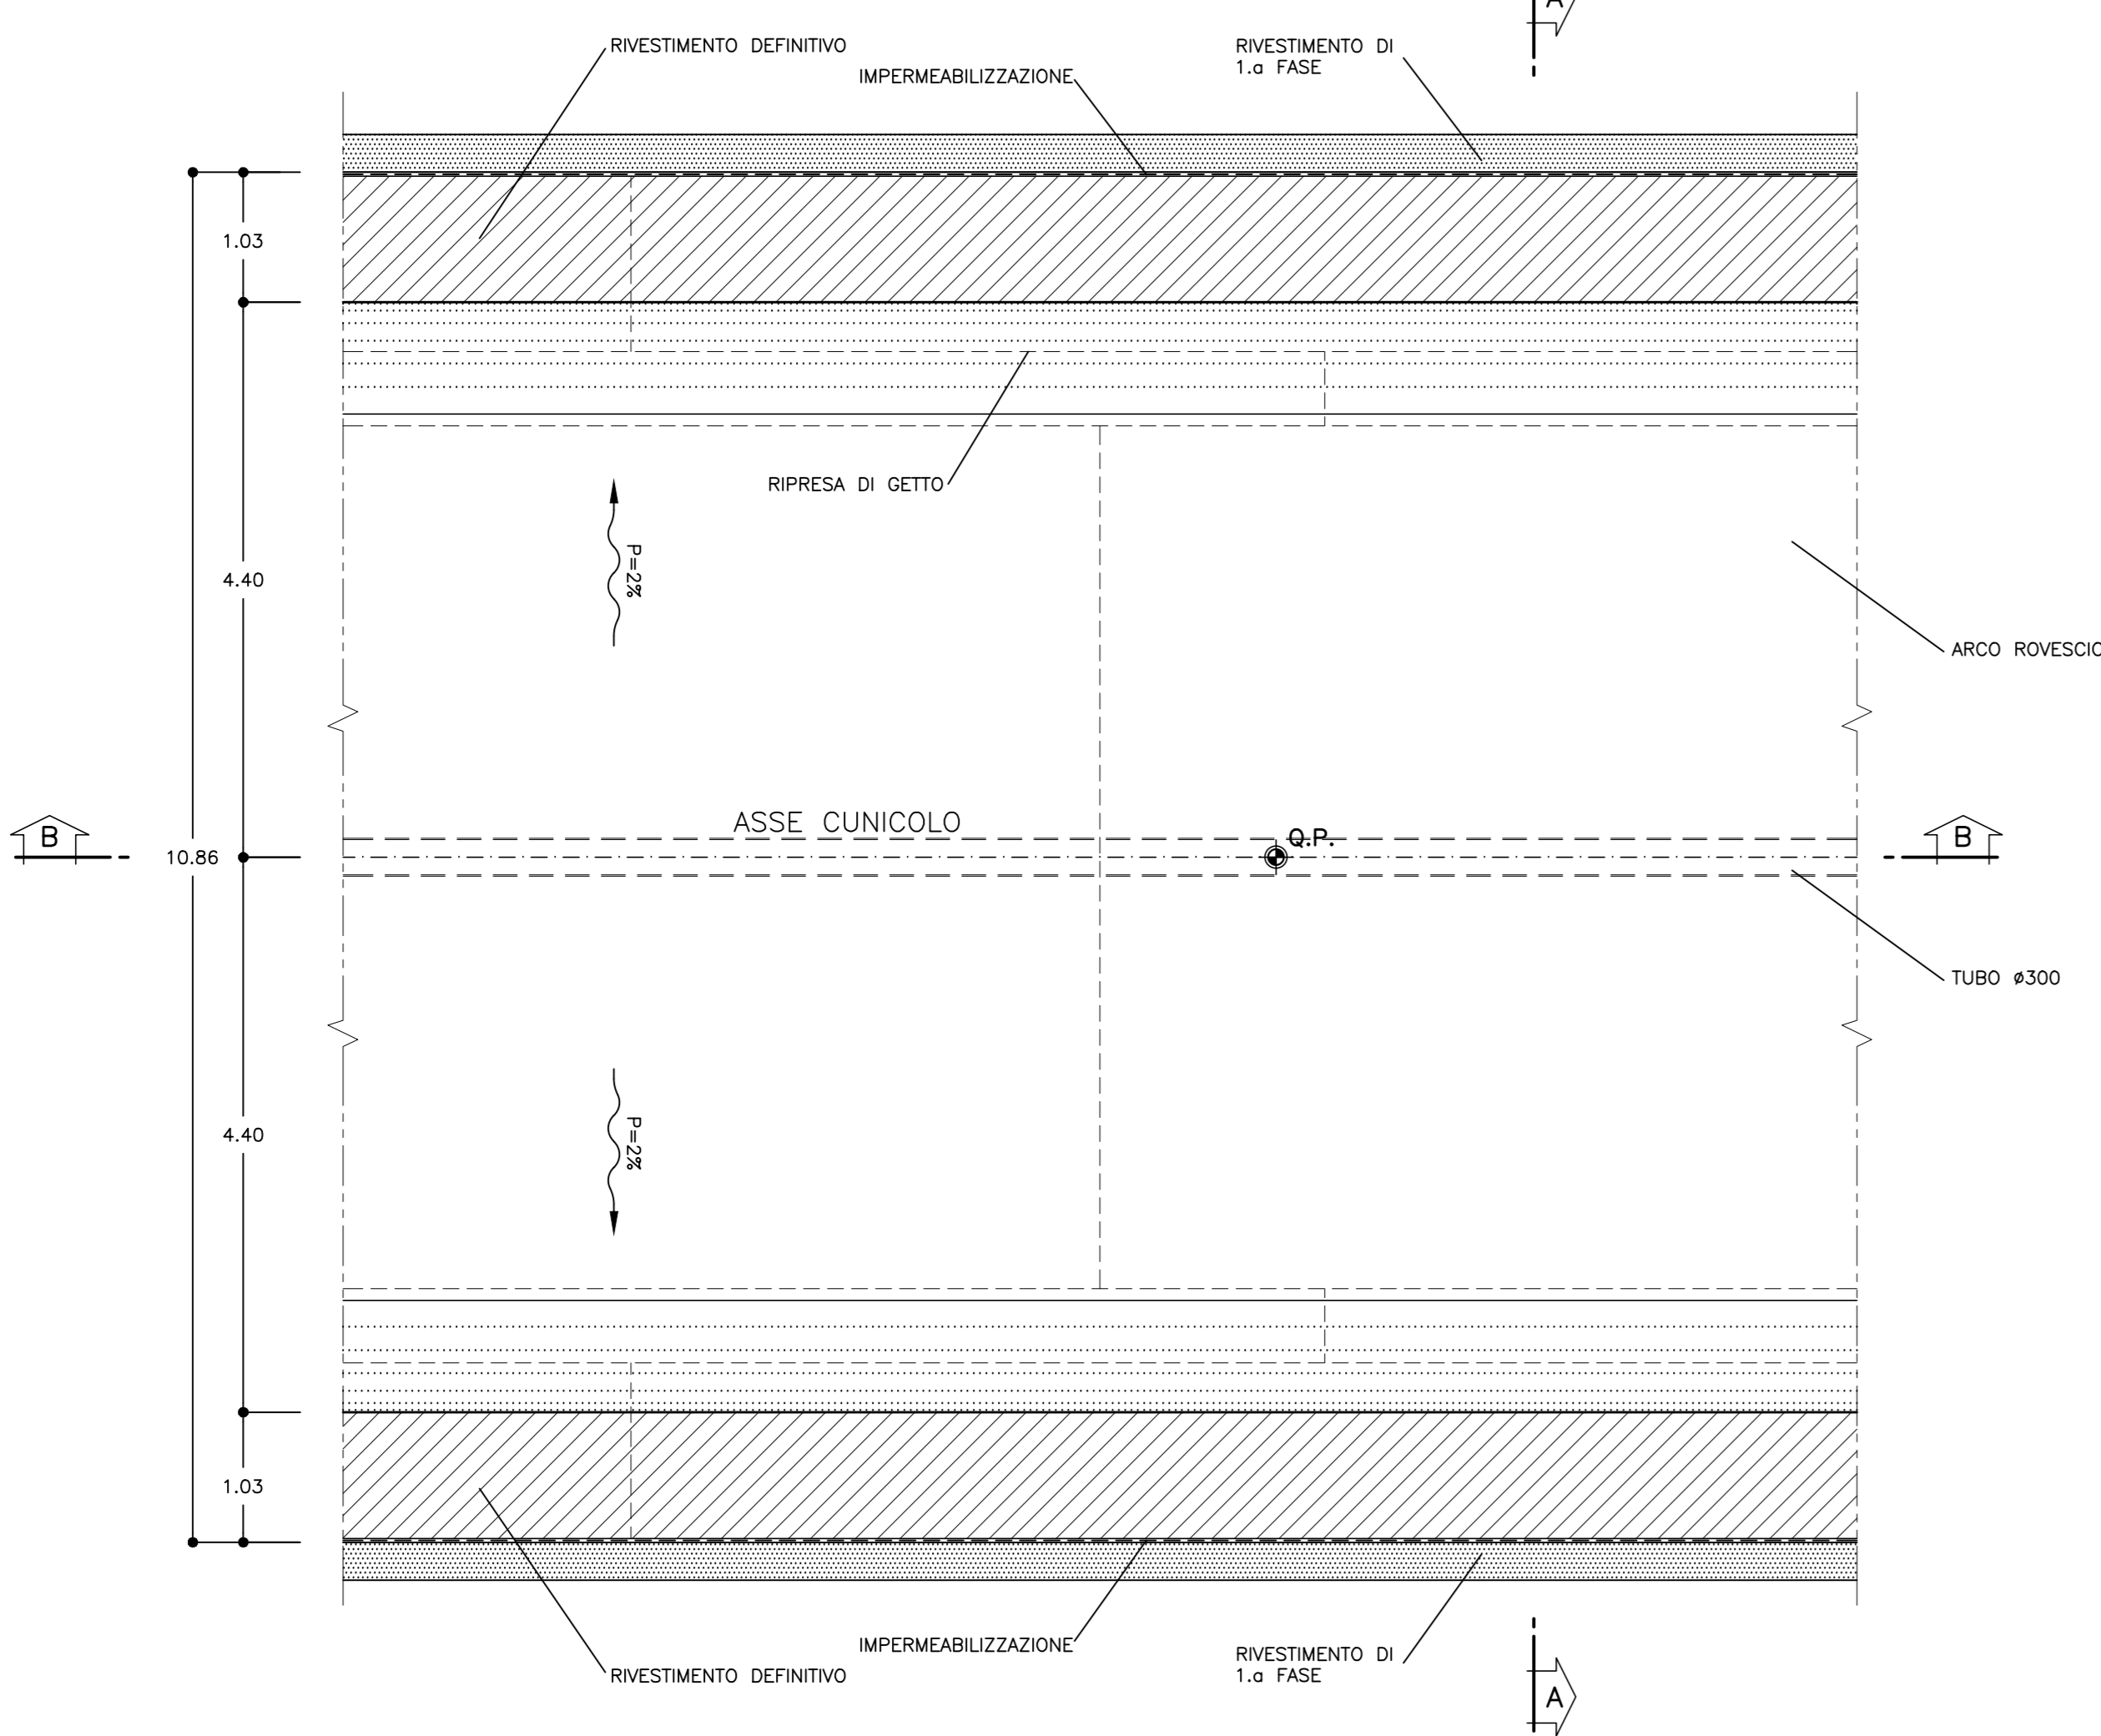 A
RIVESTIMENTO DEFINITIVO
RIVESTIMENTO DI
1.a FASE
IMPERMEABILIZZAZIONE
1.03
RIPRESA DI GETTO
P=2%
4.40
ARCO ROVESCIO
ASSE CUNICOLO
Q.P.
B
B
10.86
TUBO ø300
4.40
P=2%
1.03
IMPERMEABILIZZAZIONE
RIVESTIMENTO DI
1.a FASE
RIVESTIMENTO DEFINITIVO
A